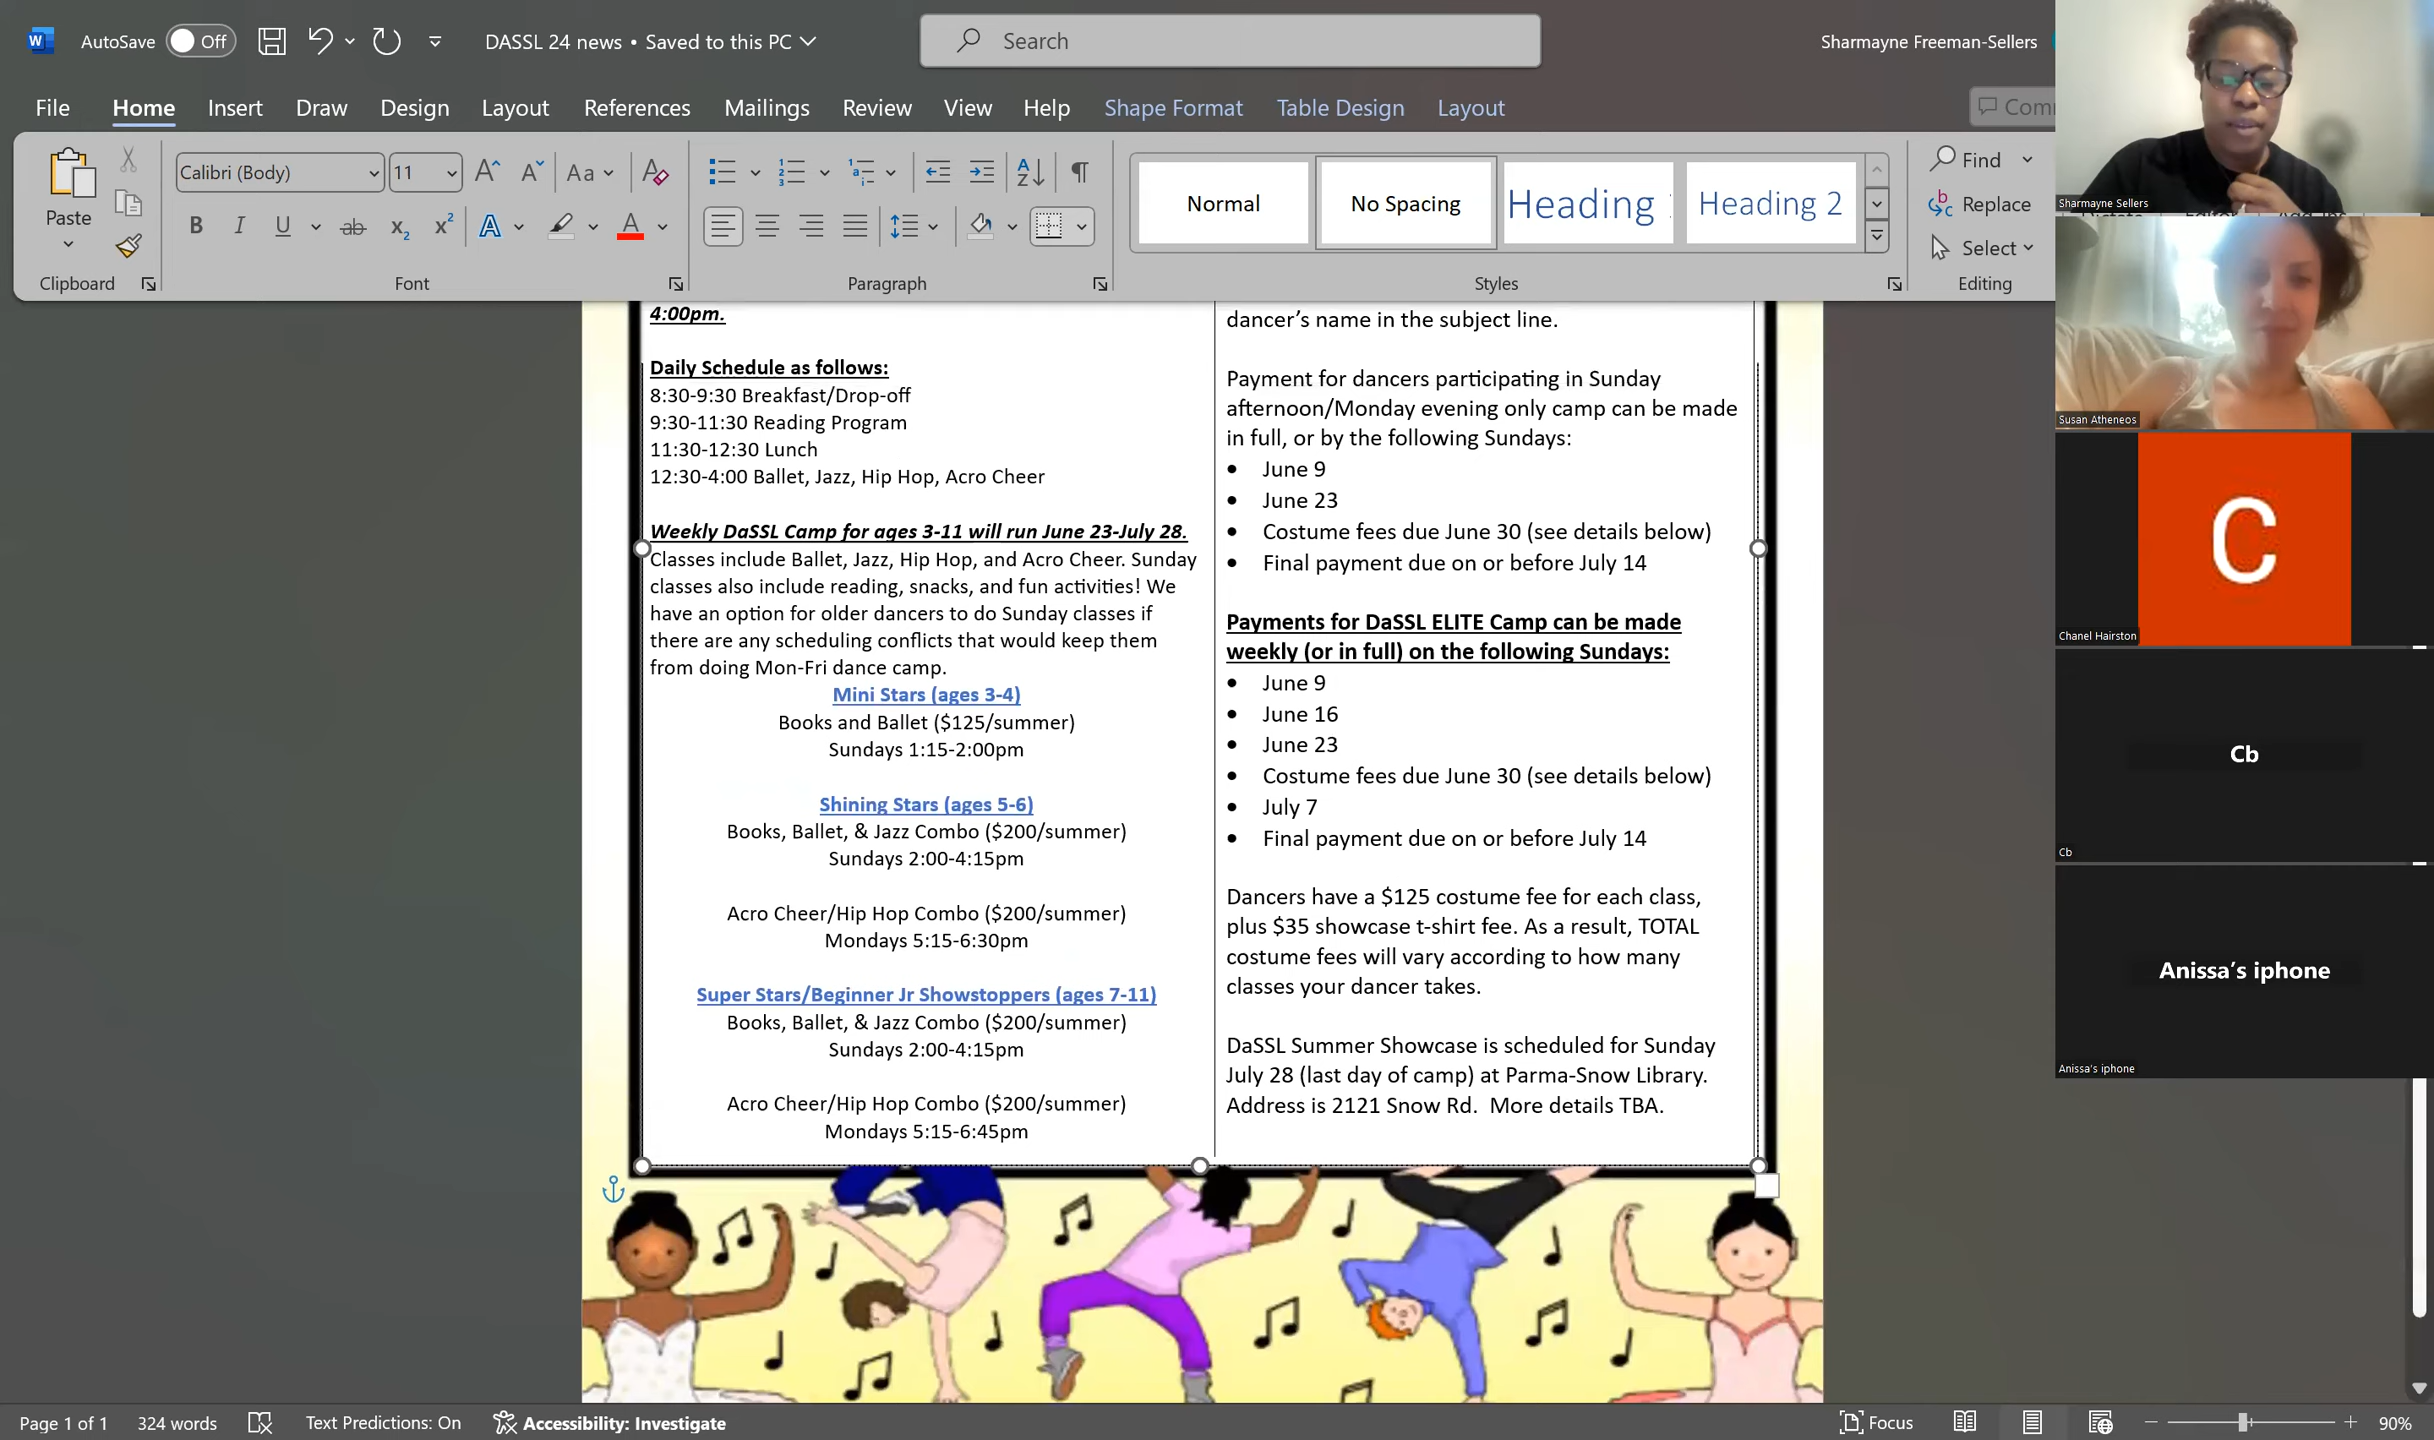 AutoSave Off
DASSL 24 news • Saved to this PC
Search
Sharmayne Freeman-Sellers
File Home Insert Draw Design Layout References Mailings Review View Help Shape Format Table Design Layout
Paste
Calibri (Body) 11
Aa
A
Z
B I U ab x₂ x² A A
Normal
No Spacing
Heading
Heading 2
Find
Replace
Select
Clipboard
Font
Paragraph
Styles
Editing
4:00pm.
Daily Schedule as follows:
8:30-9:30 Breakfast/Drop-off
9:30-11:30 Reading Program
11:30-12:30 Lunch
12:30-4:00 Ballet, Jazz, Hip Hop, Acro Cheer
Weekly DaSSL Camp for ages 3-11 will run June 23-July 28.
Classes include Ballet, Jazz, Hip Hop, and Acro Cheer. Sunday
classes also include reading, snacks, and fun activities! We
have an option for older dancers to do Sunday classes if
there are any scheduling conflicts that would keep them
from doing Mon-Fri dance camp.
Mini Stars (ages 3-4)
Books and Ballet ($125/summer)
Sundays 1:15-2:00pm
Shining Stars (ages 5-6)
Books, Ballet, & Jazz Combo ($200/summer)
Sundays 2:00-4:15pm
Acro Cheer/Hip Hop Combo ($200/summer)
Mondays 5:15-6:30pm
Super Stars/Beginner Jr Showstoppers (ages 7-11)
Books, Ballet, & Jazz Combo ($200/summer)
Sundays 2:00-4:15pm
Acro Cheer/Hip Hop Combo ($200/summer)
Mondays 5:15-6:45pm
dancer's name in the subject line.
Payment for dancers participating in Sunday
afternoon/Monday evening only camp can be made
in full, or by the following Sundays:
• June 9
• June 23
• Costume fees due June 30 (see details below)
• Final payment due on or before July 14
Payments for DaSSL ELITE Camp can be made
weekly (or in full) on the following Sundays:
• June 9
• June 16
• June 23
• Costume fees due June 30 (see details below)
• July 7
• Final payment due on or before July 14
Dancers have a $125 costume fee for each class,
plus $35 showcase t-shirt fee. As a result, TOTAL
costume fees will vary according to how many
classes your dancer takes.
DaSSL Summer Showcase is scheduled for Sunday
July 28 (last day of camp) at Parma-Snow Library.
Address is 2121 Snow Rd.  More details TBA.
Sharmayne Sellers
Susan Atheneos
C
Chanel Hairston
Cb
Cb
Anissa's iphone
Anissa's iphone
Page 1 of 1 324 words Text Predictions: On Accessibility: Investigate Focus 90%